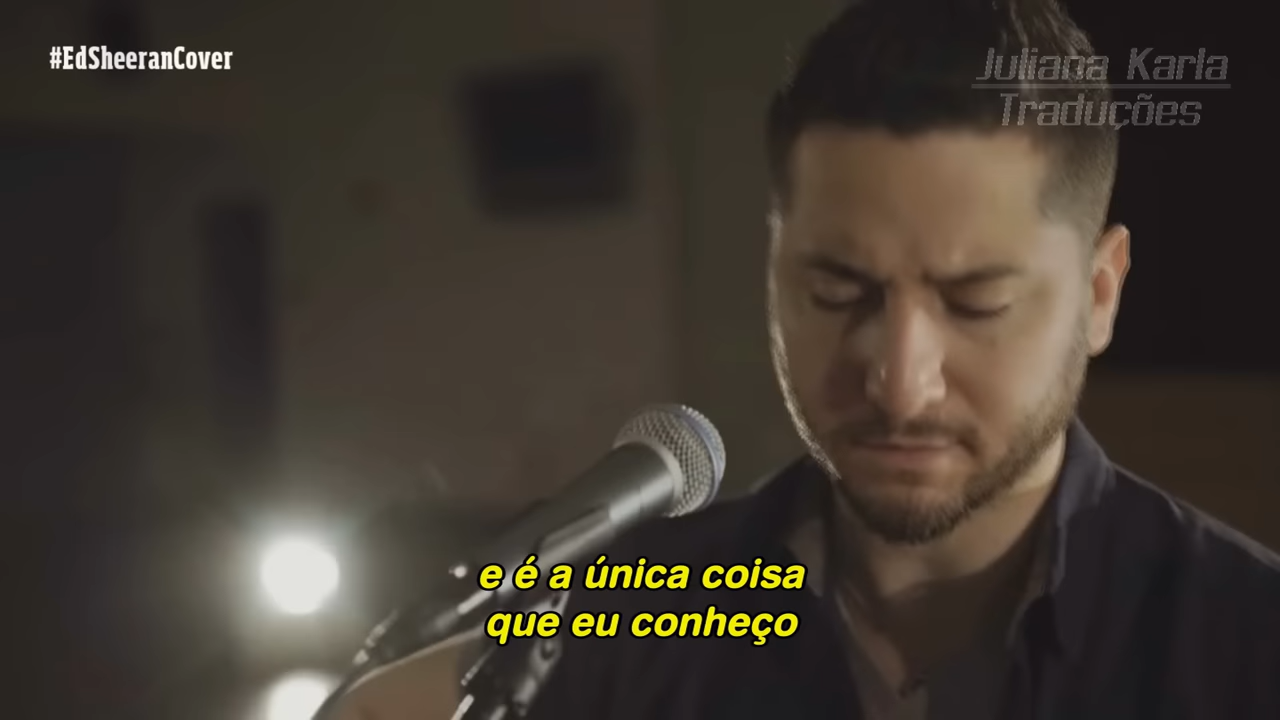 #EdSheeranCover
Juliana Karla
Traduções
e é a única coisa
que eu conheço